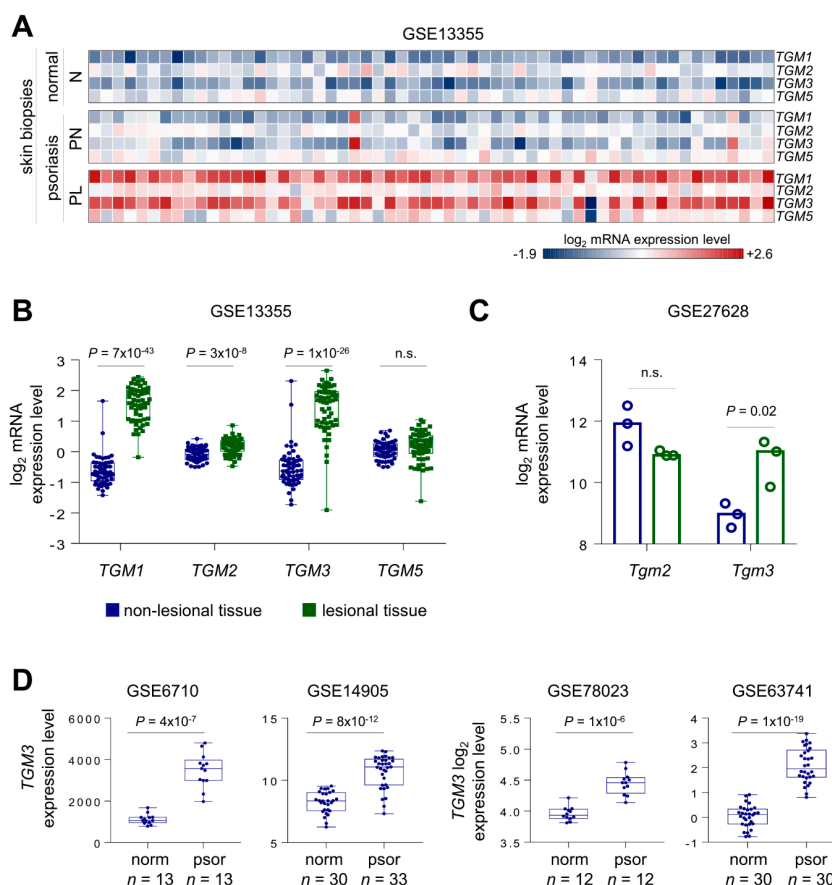 A
GSE13355
skin biopsies
normal
N
TGM1
TGM2
TGM3
TGM5
psoriasis
PN
TGM1
TGM2
TGM3
TGM5
PL
TGM1
TGM2
TGM3
TGM5
log2 mRNA expression level
-1.9
+2.6
B
GSE13355
P = 7x10-43
P = 3x10-8
P = 1x10-26
n.s.
log2 mRNA
expression level
3
2
1
0
-1
-2
-3
TGM1
TGM2
TGM3
TGM5
non-lesional tissue
lesional tissue
C
GSE27628
n.s.
P = 0.02
log2 mRNA
expression level
14
12
10
8
Tgm2
Tgm3
D
GSE6710
P = 4x10-7
TGM3
expression level
6000
4000
2000
0
norm
psor
n = 13
n = 13
GSE14905
P = 8x10-12
15
10
5
norm
psor
n = 30
n = 33
GSE78023
P = 1x10-6
TGM3 log2
expression level
5.5
5.0
4.5
4.0
3.5
norm
psor
n = 12
n = 12
GSE63741
P = 1x10-19
4
3
2
1
0
-1
norm
psor
n = 30
n = 30